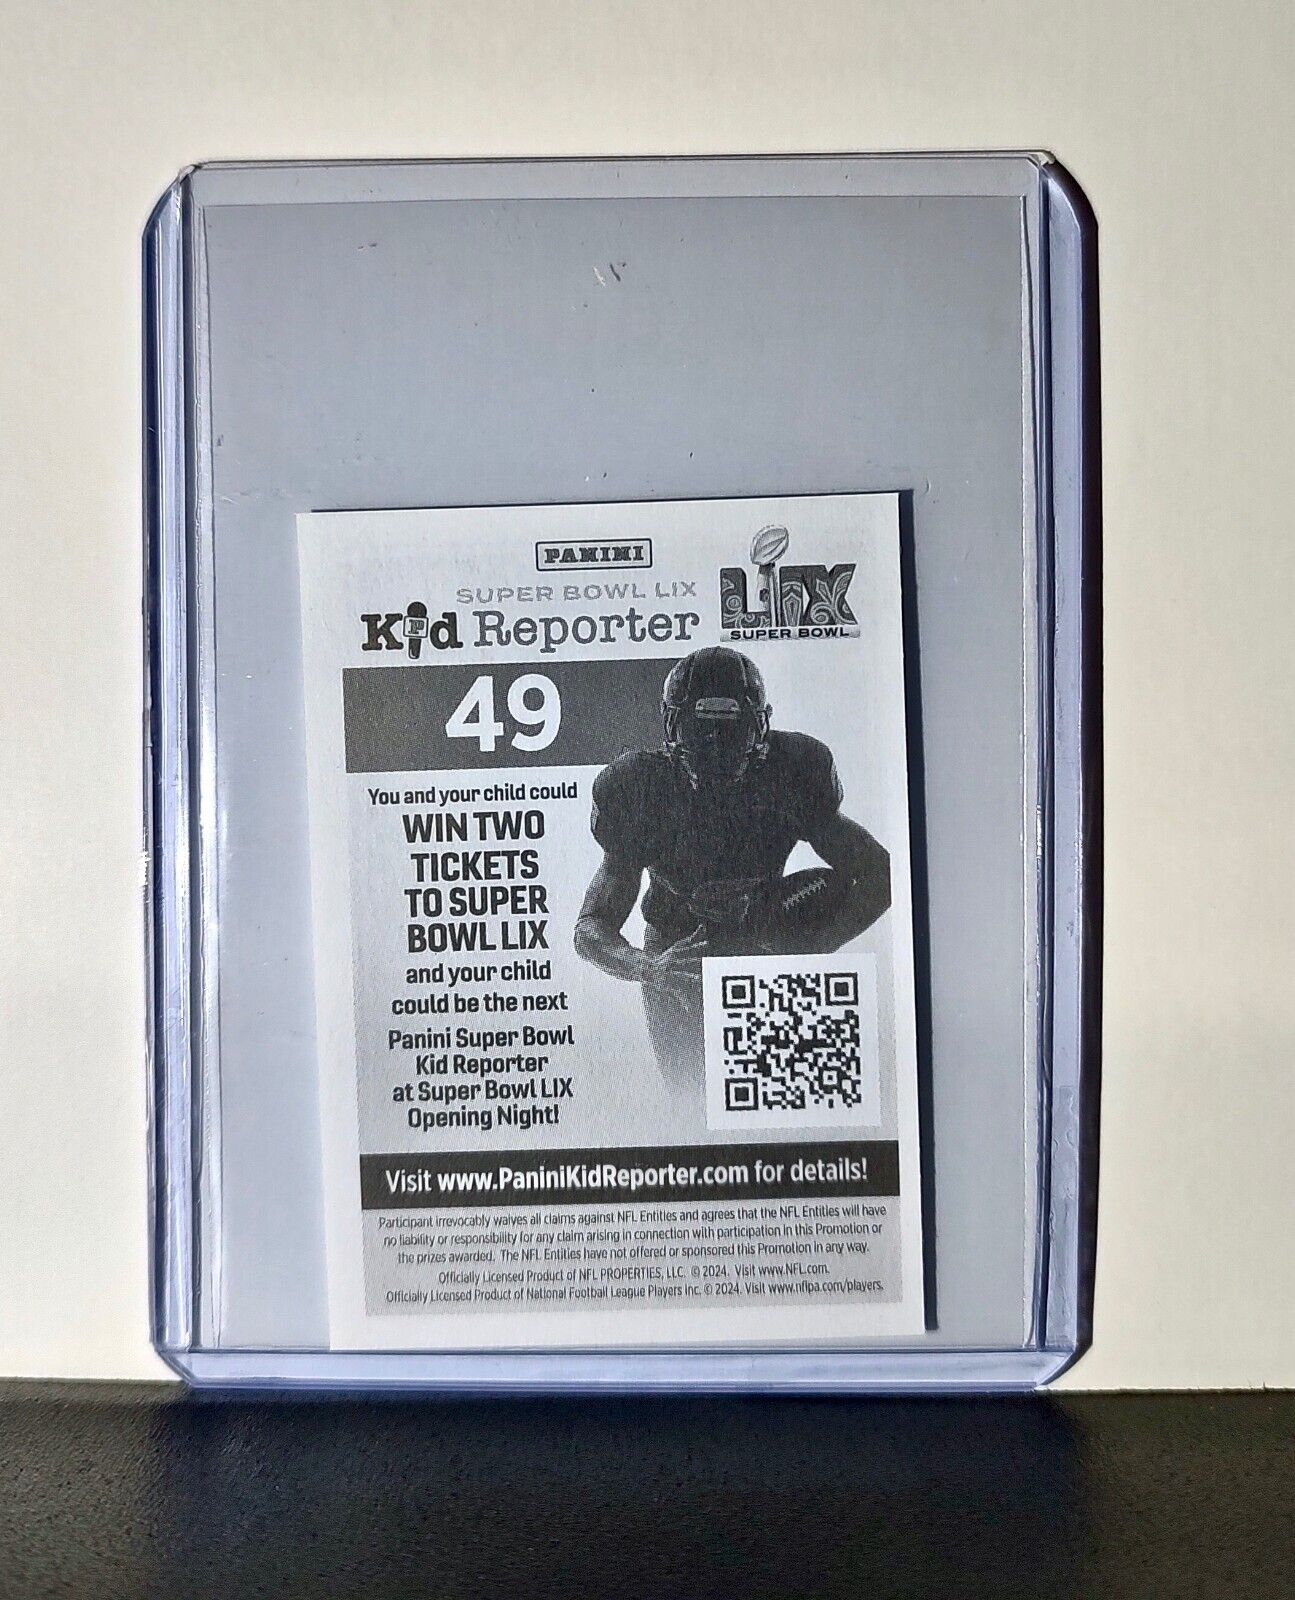 PANINI
SUPER BOWL LIX
Kid Reporter
P
LIX
SUPER BOWL
49
You and your child could
WIN TWO
TICKETS
TO SUPER
BOWL LIX
and your child
could be the next
Panini Super Bowl
Kid Reporter
at Super Bowl LIX
Opening Night!
Visit www.PaniniKidReporter.com for details!
Participant irrevocably waives all claims against NFL Entities and agrees that the NFL Entities will have
no liability or responsibility for any claim arising in connection with participation in this Promotion or
the prizes awarded. The NFL Entities have not offered or sponsored this Promotion in any way.
Officially Licensed Product of NFL PROPERTIES, LLC. © 2024. Visit www.NFL.com.
Officially Licensed Product of National Football League Players Inc. © 2024. Visit www.nflpa.com/players.